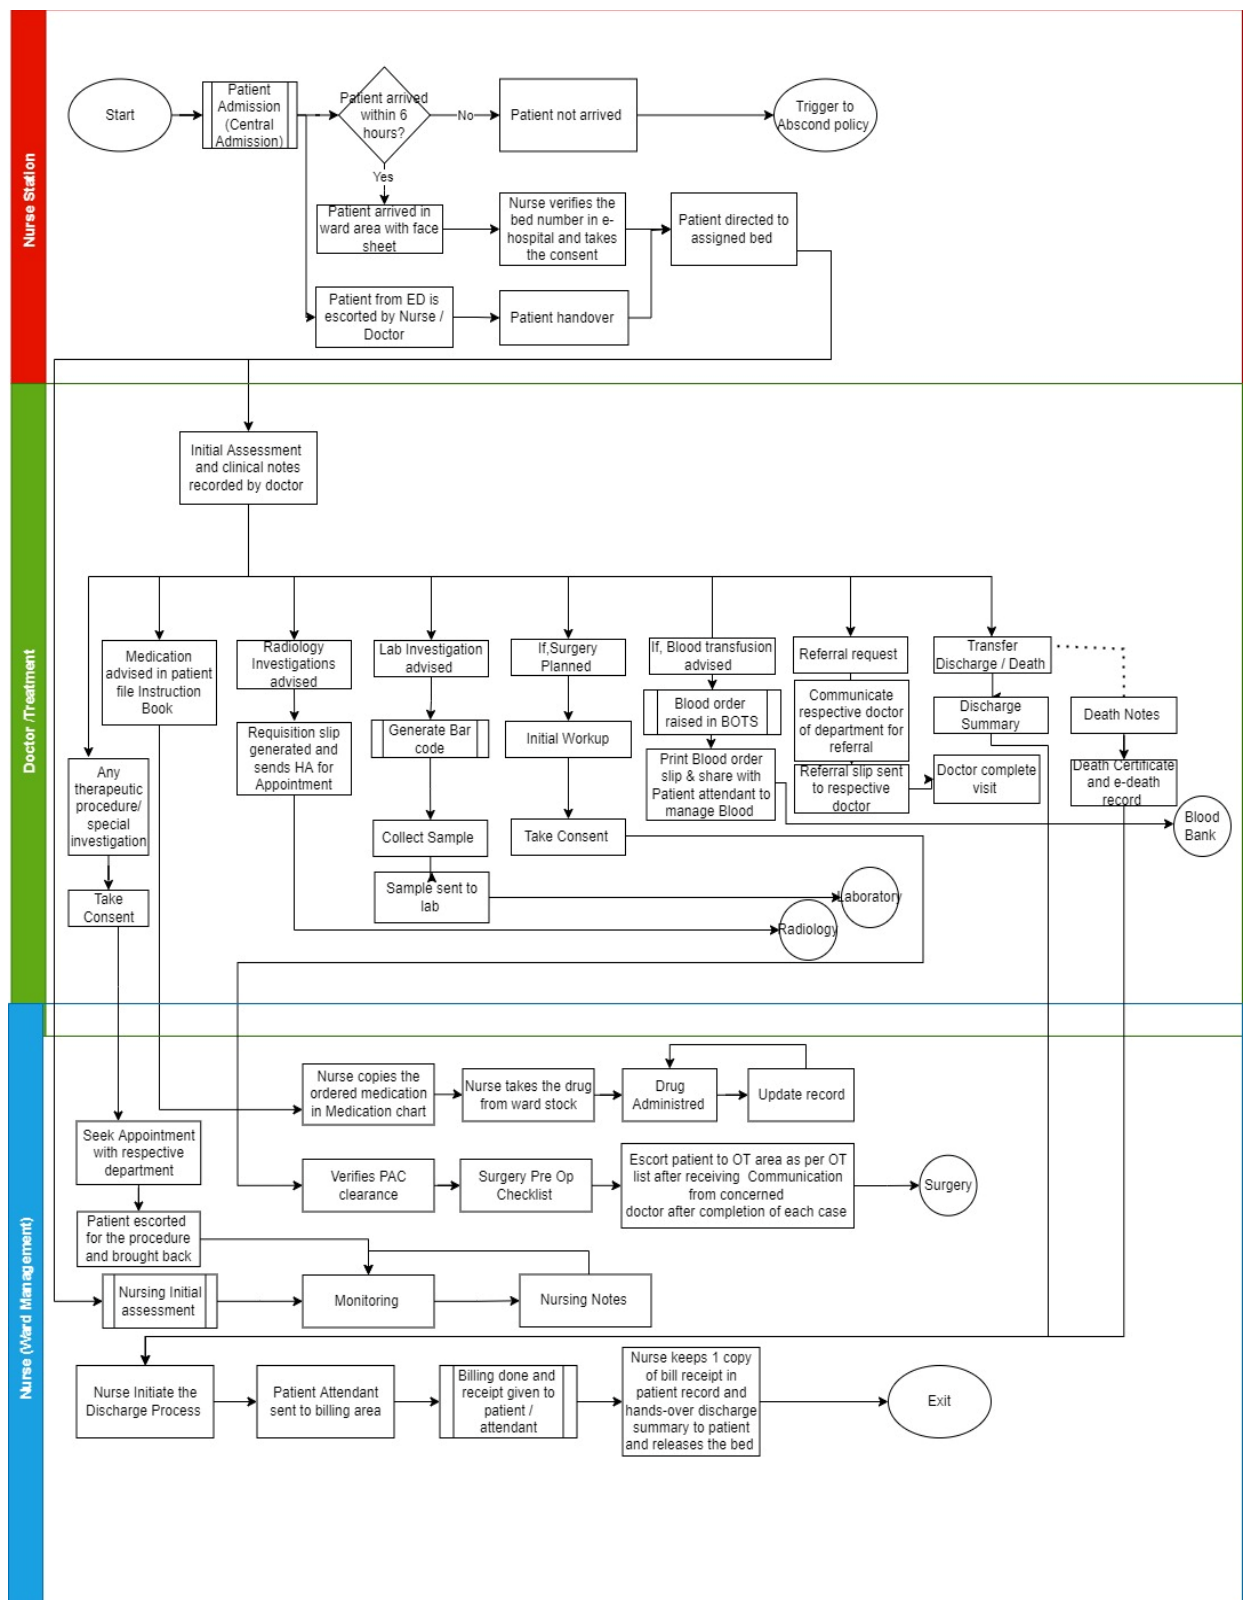 Nurse Station
Start
Patient
Admission
(Central
Admission)
Patient arrived
within 6
hours?
No
Patient not arrived
Trigger to
Abscond policy
Yes
Patient arrived in
ward area with face
sheet
Nurse verifies the
bed number in e-
hospital and takes
the consent
Patient directed to
assigned bed
Patient from ED is
escorted by Nurse /
Doctor
Patient handover
Doctor /Treatment
Initial Assessment
and clinical notes
recorded by doctor
Any
therapeutic
procedure/
special
investigation
Take
Consent
Medication
advised in patient
file Instruction
Book
Radiology
Investigations
advised
Requisition slip
generated and
sends HA for
Appointment
Lab Investigation
advised
Generate Bar
code
Collect Sample
Sample sent to
lab
If,Surgery
Planned
Initial Workup
Take Consent
If, Blood transfusion
advised
Blood order
raised in BOTS
Print Blood order
slip & share with
Patient attendant to
manage Blood
Referral request
Communicate
respective doctor
of department for
referral
Referral slip sent
to respective
doctor
Doctor complete
visit
Transfer
Discharge / Death
Discharge
Summary
Death Notes
Death Certificate
and e-death
record
Blood
Bank
Laboratory
Radiology
Nurse (Ward Management)
Nurse copies the
ordered medication
in Medication chart
Nurse takes the drug
from ward stock
Drug
Administred
Update record
Seek Appointment
with respective
department
Verifies PAC
clearance
Surgery Pre Op
Checklist
Escort patient to OT area as per OT
list after receiving Communication
from concerned
doctor after completion of each case
Surgery
Patient escorted
for the procedure
and brought back
Nursing Initial
assessment
Monitoring
Nursing Notes
Nurse Initiate the
Discharge Process
Patient Attendant
sent to billing area
Billing done and
receipt given to
patient /
attendant
Nurse keeps 1 copy
of bill receipt in
patient record and
hands-over discharge
summary to patient
and releases the bed
Exit